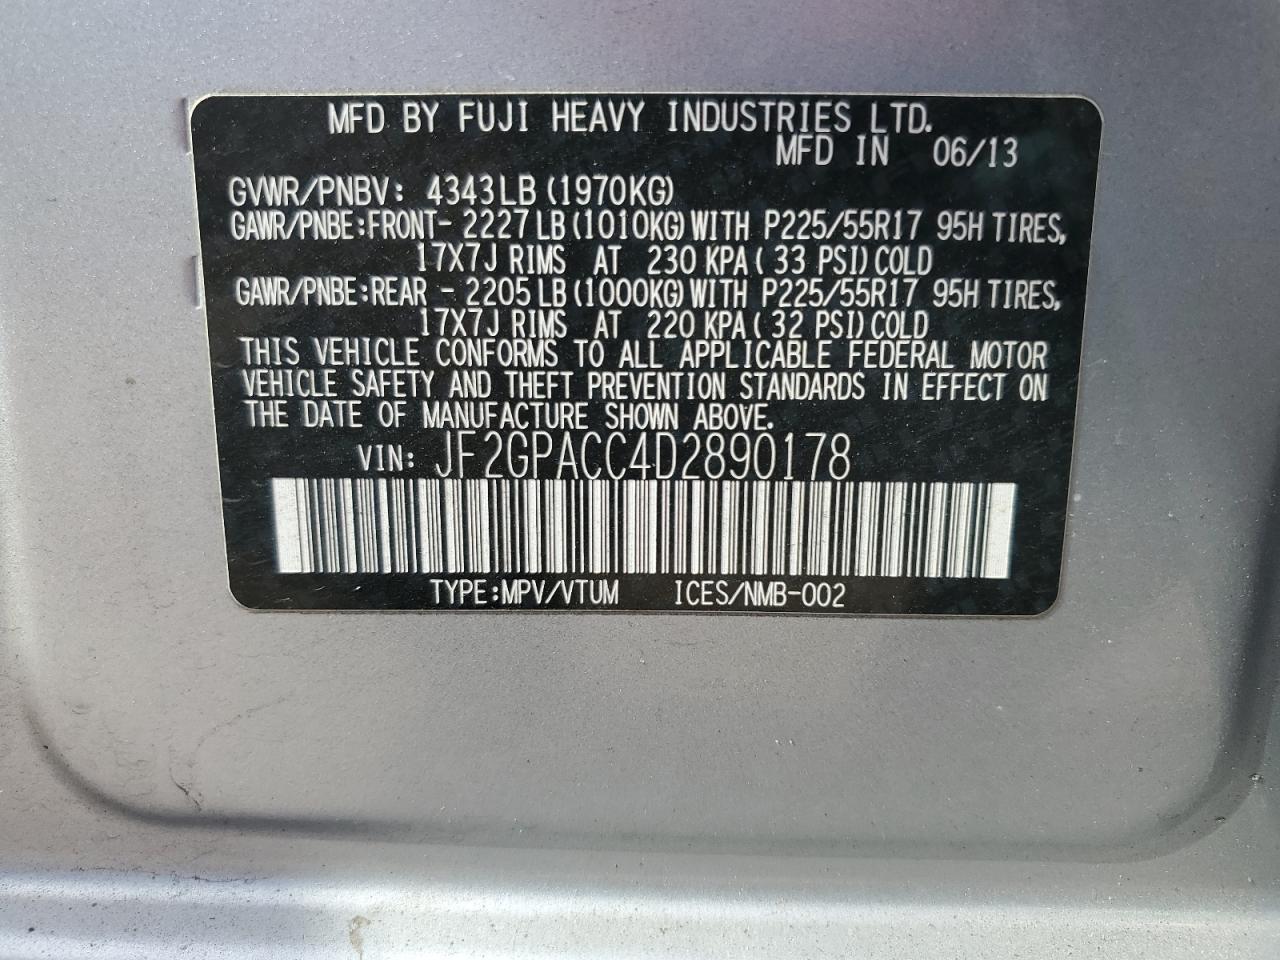 MFD BY FUJI HEAVY INDUSTRIES LTD.
MFD IN 06/13
GVWR/PNBV: 4343LB (1970KG)
GAWR/PNBE:FRONT- 2227LB (1010KG) WITH P225/55R17 95H TIRES,
17X7J RIMS AT 230 KPA ( 33 PSI) COLD
GAWR/PNBE:REAR - 2205LB (1000KG) WITH P225/55R17 95H TIRES,
17X7J RIMS AT 220 KPA ( 32 PSI) COLD
THIS VEHICLE CONFORMS TO ALL APPLICABLE FEDERAL MOTOR
VEHICLE SAFETY AND THEFT PREVENTION STANDARDS IN EFFECT ON
THE DATE OF MANUFACTURE SHOWN ABOVE.
VIN: JF2GPACC4D2890178
TYPE:MPV/VTUM ICES/NMB-002